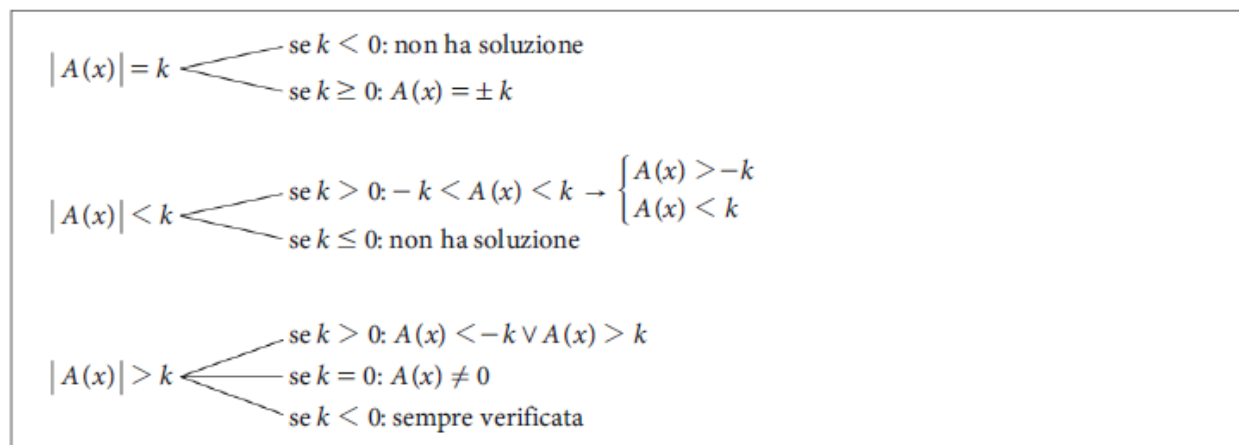 se k < 0: non ha soluzione
|A(x)| = k
se k ≥ 0: A(x) = ± k
se k > 0: − k < A(x) < k → { A(x) > −k
A(x) < k
|A(x)| < k
se k ≤ 0: non ha soluzione
se k > 0: A(x) < −k ∨ A(x) > k
|A(x)| > k
se k = 0: A(x) ≠ 0
se k < 0: sempre verificata